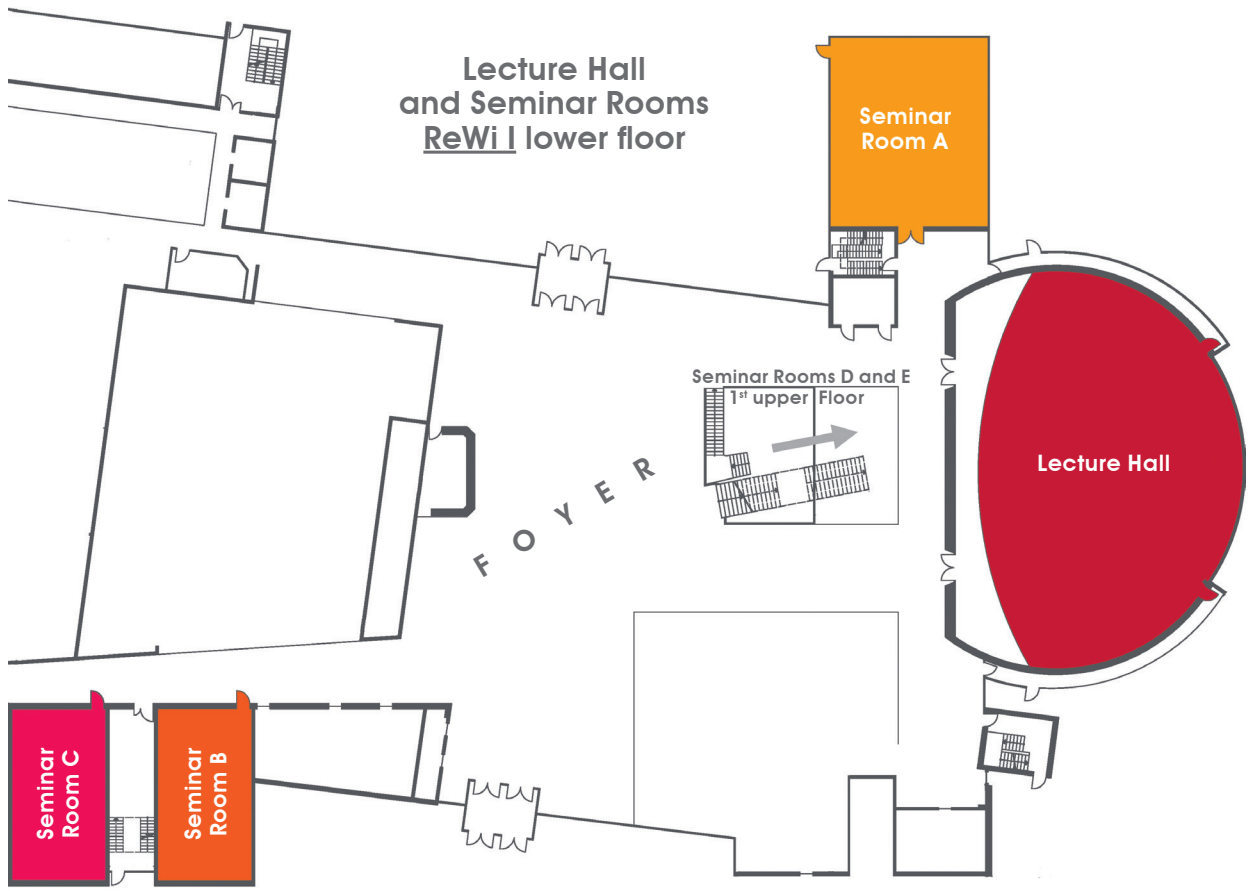 Lecture Hall
and Seminar Rooms
ReWi I lower floor
Seminar
Room A
Seminar Rooms D and E
1st upper Floor
Lecture Hall
FOYER
Seminar
Room C
Seminar
Room B